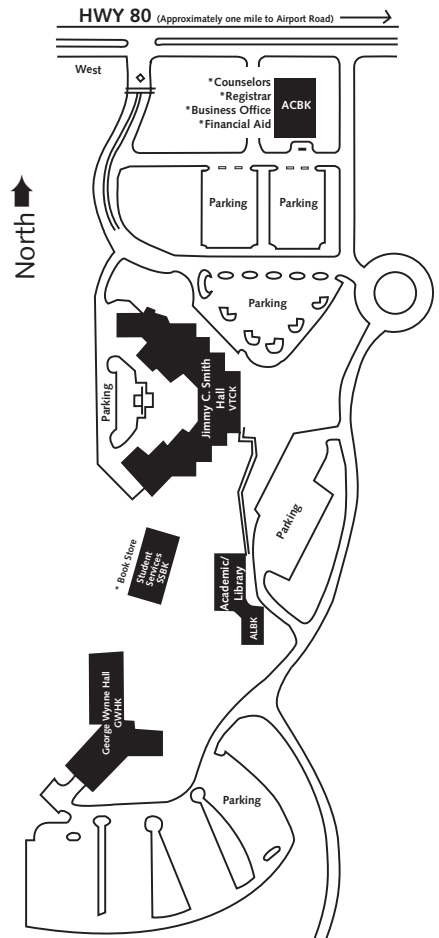 HWY 80 (Approximately one mile to Airport Road)
West
*Counselors
*Registrar
*Business Office
*Financial Aid
ACBK
North
Parking
Parking
Parking
Parking
Jimmy C. Smith
Hall
VTCK
Parking
* Book Store
Student
Services
SSBK
Academic/
Library
ALBK
George Wynne Hall
GWHK
Parking